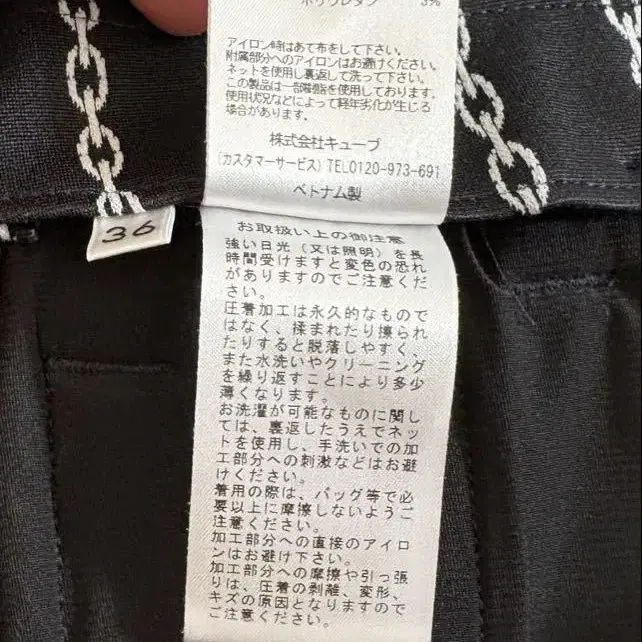 ポリウレタン 3%
アイロン時はあて布をして下さい。
附属部分へのアイロンはお避けください。
ネットを使用し裏返して洗って下さい。
この製品は一部樹脂を使用しております。
使用状況などによって経年劣化が生じる
場合があります。
株式会社キューブ
(カスタマーサービス) TEL0120-973-691
ベトナム製
36
お取扱い上の御注意
強い日光(又は照明)を長
時間受けますと変色の恐れ
がありますのでご注意くだ
さい。
圧着加工は永久的なもので
はなく、揉まれたり擦られ
たりすると脱落しやすく、
また水洗いやクリーニング
を繰り返すことにより多少
薄くなります。
お洗濯が可能なものに関し
ては、裏返したうえでネッ
トを使用し、手洗いでの加
工部分への刺激などはお避
けください。
着用の際は、バッグ等で必
要以上に摩擦しないようご
注意ください。
加工部分への直接のアイロ
ンはお避け下さい。
加工部分への摩擦や引っ張
りは、圧着の剥離、変形、
キズの原因となりますので
ご注意ください。